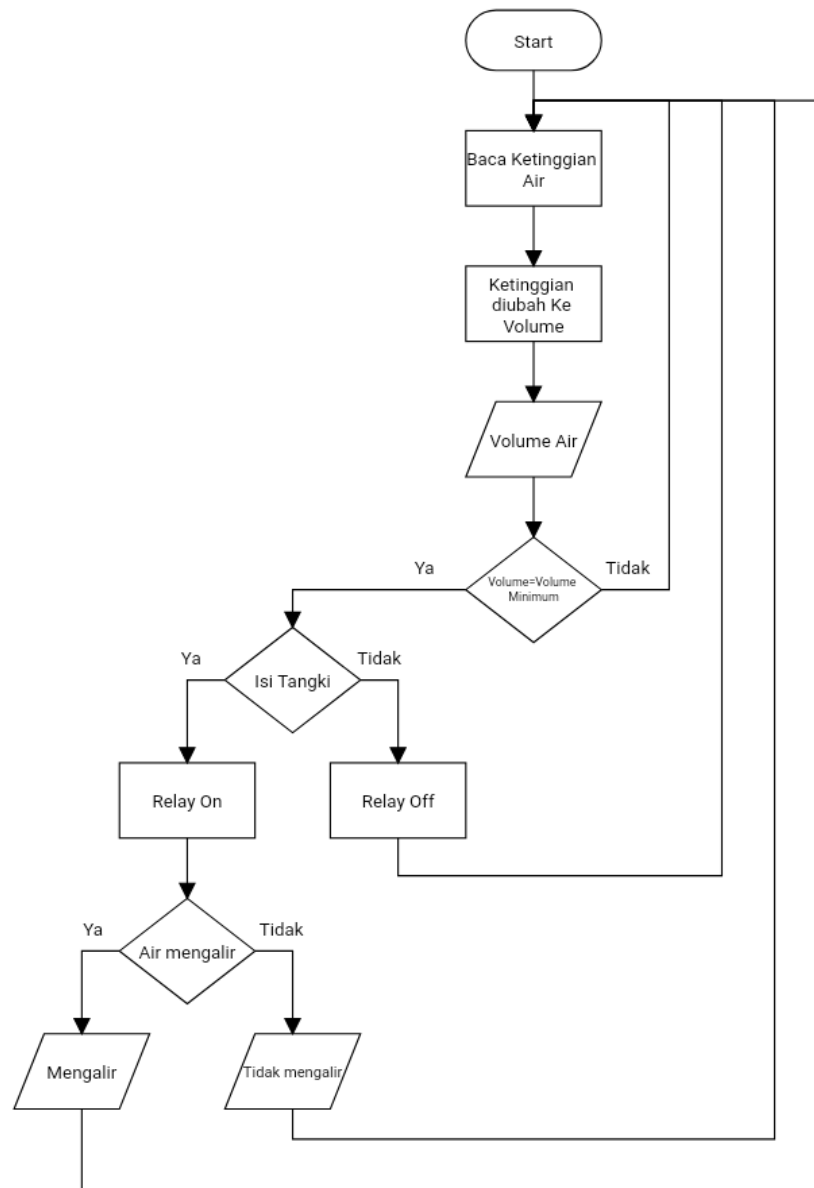 Start
Baca Ketinggian
Air
Ketinggian
diubah Ke
Volume
Volume Air
Ya
Volume=Volume
Minimum
Tidak
Ya
Isi Tangki
Tidak
Relay On
Relay Off
Ya
Air mengalir
Tidak
Mengalir
Tidak mengalir